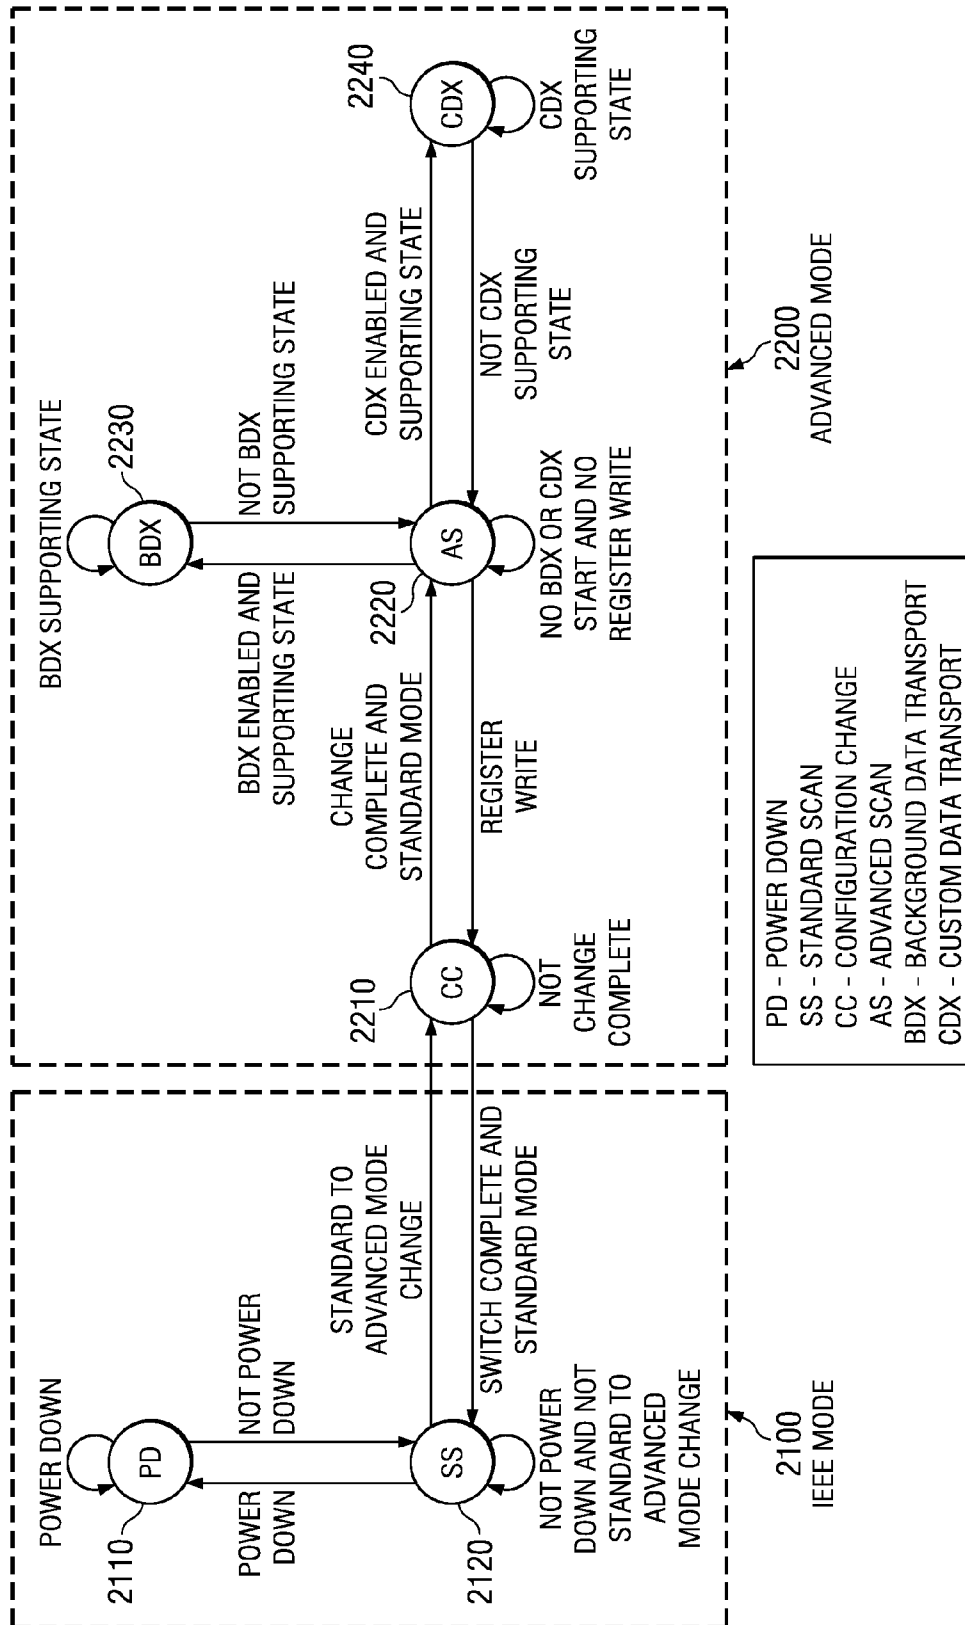 POWER DOWN
2110
PD
POWER
DOWN
NOT POWER
DOWN
2120
SS
NOT POWER
DOWN AND NOT
STANDARD TO
ADVANCED
MODE CHANGE
STANDARD TO
ADVANCED MODE
CHANGE
SWITCH COMPLETE AND
STANDARD MODE
2100
IEEE MODE
2210
CC
NOT
CHANGE
COMPLETE
CHANGE
COMPLETE AND
STANDARD MODE
REGISTER
WRITE
BDX SUPPORTING STATE
BDX
2230
BDX ENABLED AND
SUPPORTING STATE
NOT BDX
SUPPORTING STATE
2220
AS
NO BDX OR CDX
START AND NO
REGISTER WRITE
CDX ENABLED AND
SUPPORTING STATE
NOT CDX
SUPPORTING
STATE
2240
CDX
CDX
SUPPORTING
STATE
2200
ADVANCED MODE
PD - POWER DOWN
SS - STANDARD SCAN
CC - CONFIGURATION CHANGE
AS - ADVANCED SCAN
BDX - BACKGROUND DATA TRANSPORT
CDX - CUSTOM DATA TRANSPORT